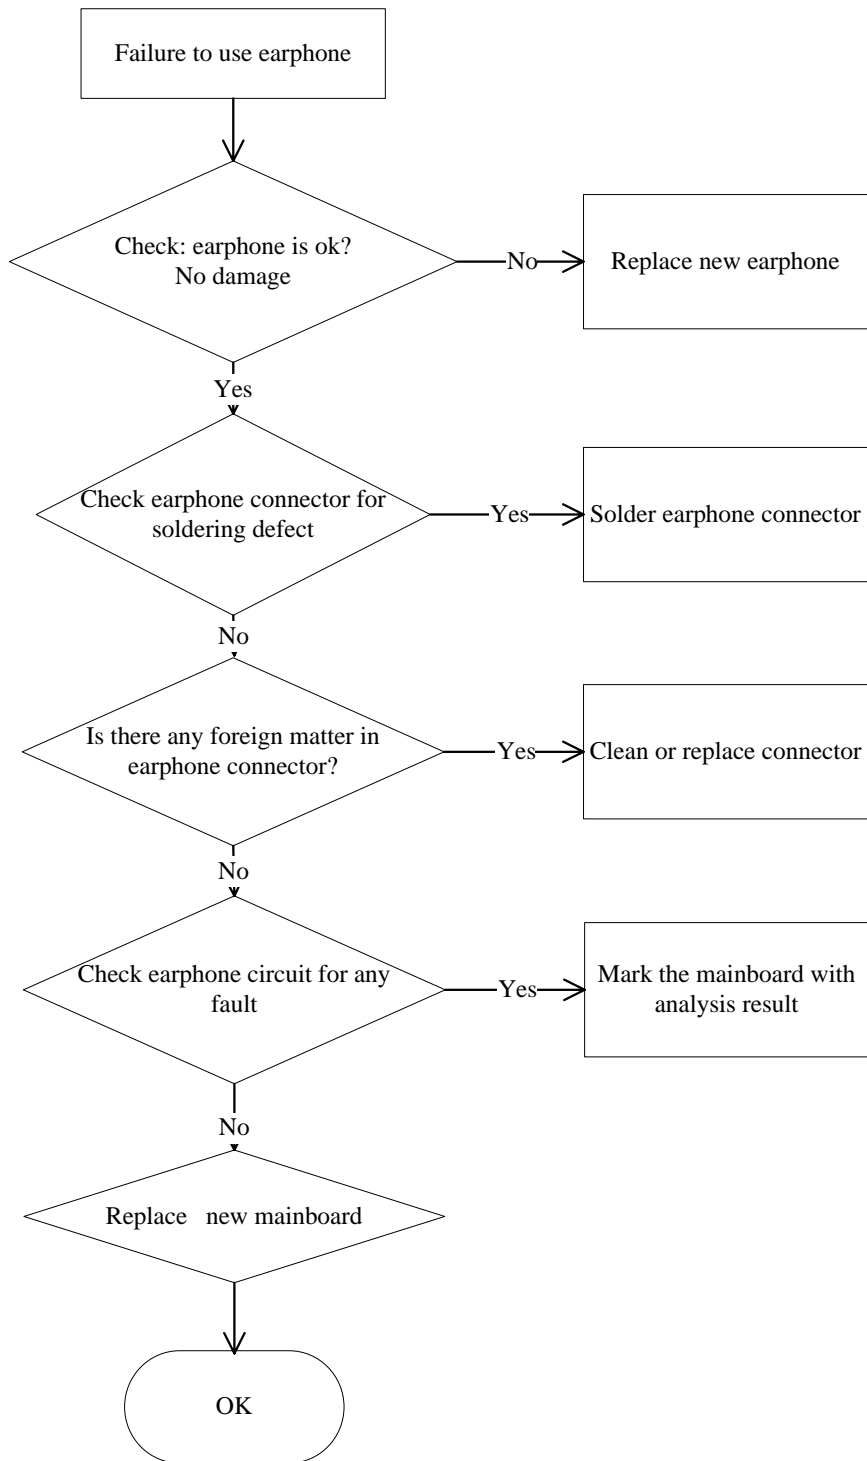 Failure to use earphone
Check: earphone is ok?
No damage
No
Replace new earphone
Yes
Check earphone connector for
soldering defect
Yes
Solder earphone connector
No
Is there any foreign matter in
earphone connector?
Yes
Clean or replace connector
No
Check earphone circuit for any
fault
Yes
Mark the mainboard with
analysis result
No
Replace   new mainboard
OK